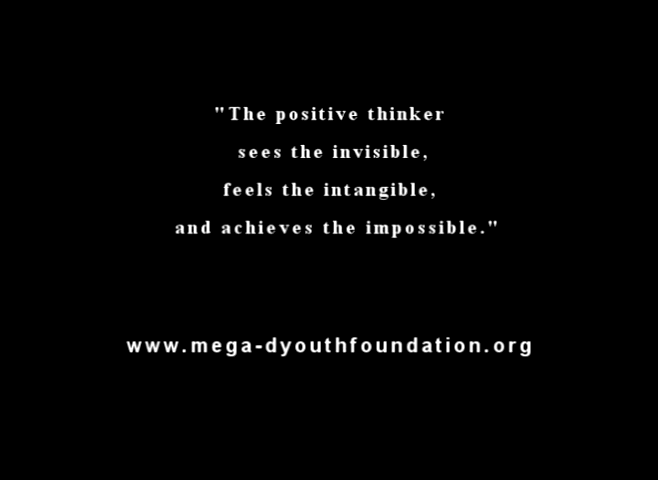 "The positive thinker
sees the invisible,
feels the intangible,
and achieves the impossible."
www.mega-dyouthfoundation.org